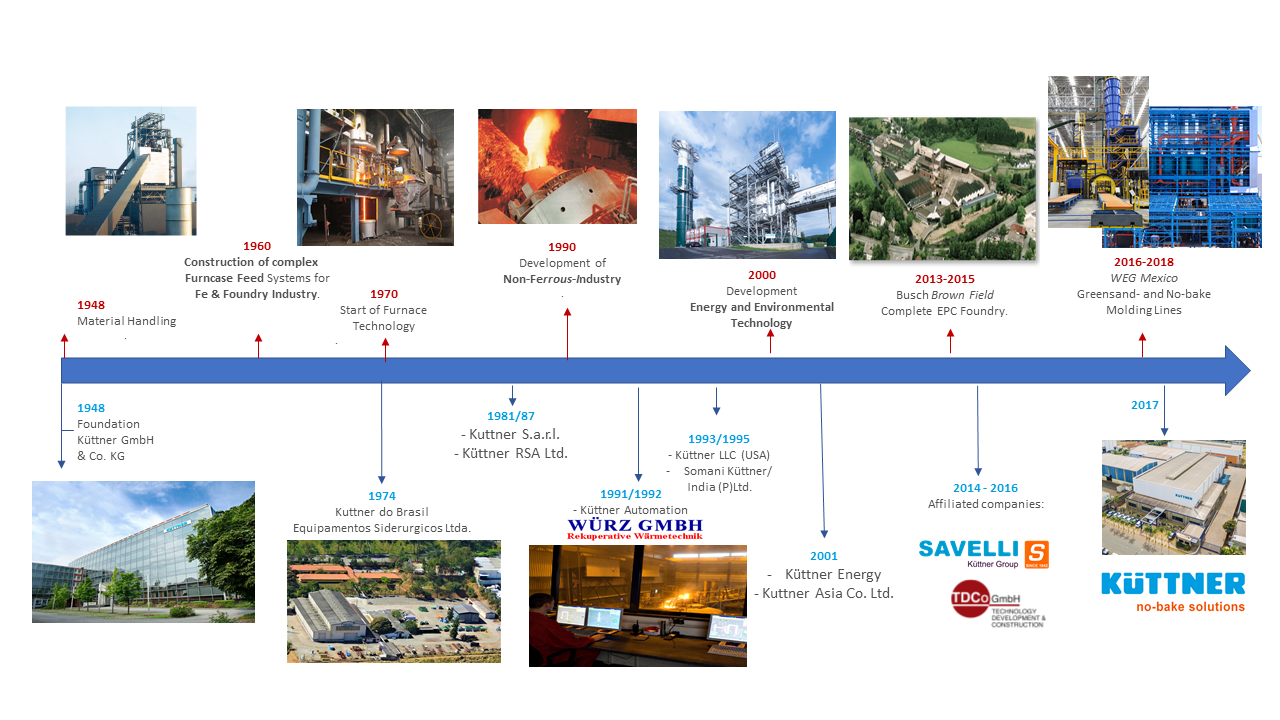 1948
Material Handling
.
1960
Construction of complex
Furncase Feed Systems for
Fe & Foundry Industry.
1970
Start of Furnace
Technology
.
1990
Development of
Non-Ferrous-Industry
.
2000
Development
Energy and Environmental
Technology
2013-2015
Busch Brown Field
Complete EPC Foundry.
2016-2018
WEG Mexico
Greensand- and No-bake
Molding Lines
1948
Foundation
Küttner GmbH
& Co. KG
1974
Kuttner do Brasil
Equipamentos Siderurgicos Ltda.
1981/87
- Kuttner S.a.r.l.
- Küttner RSA Ltd.
1991/1992
- Küttner Automation
WÜRZ GMBH
Rekuperative Wärmetechnik
1993/1995
- Küttner LLC (USA)
- Somani Küttner/
India (P)Ltd.
2001
- Küttner Energy
- Kuttner Asia Co. Ltd.
2014 - 2016
Affiliated companies:
SAVELLI S
Küttner Group
SINCE 1842
TDCo GmbH
TECHNOLOGY
DEVELOPMENT &
CONSTRUCTION
2017
KÜTTNER
KÜTTNER
no-bake solutions